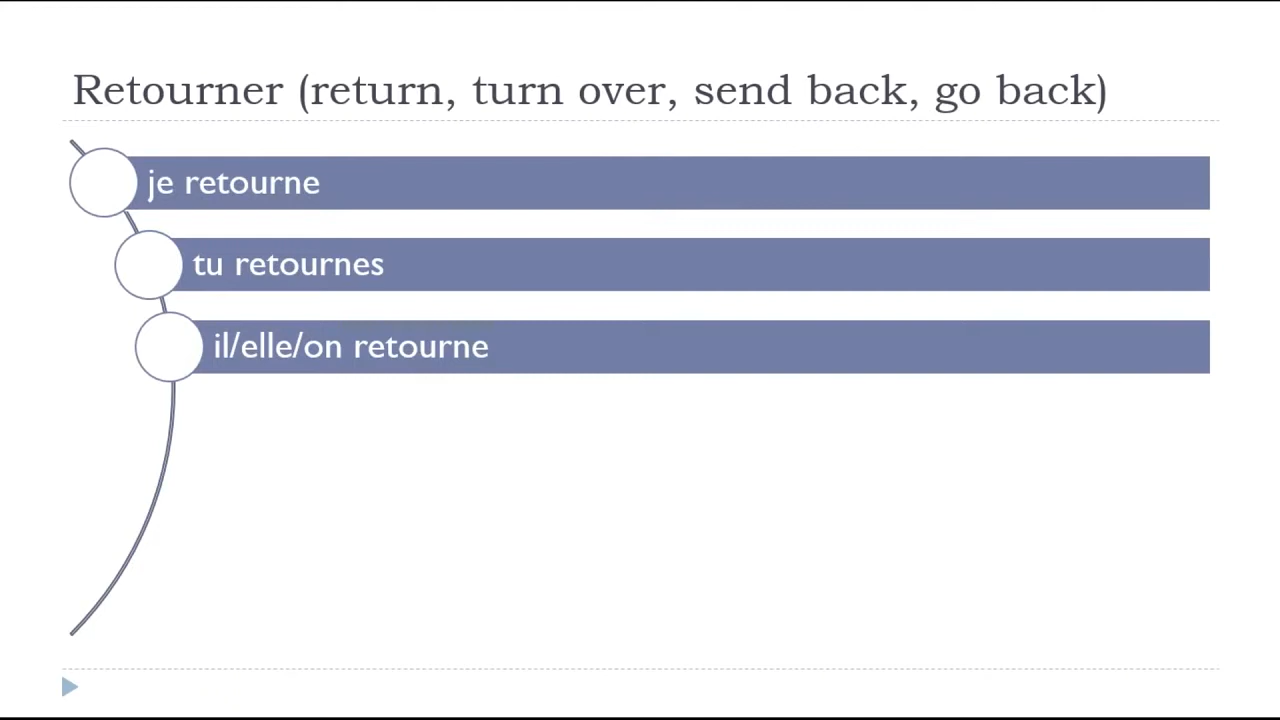 Retourner (return, turn over, send back, go back)
je retourne
tu retournes
il/elle/on retourne